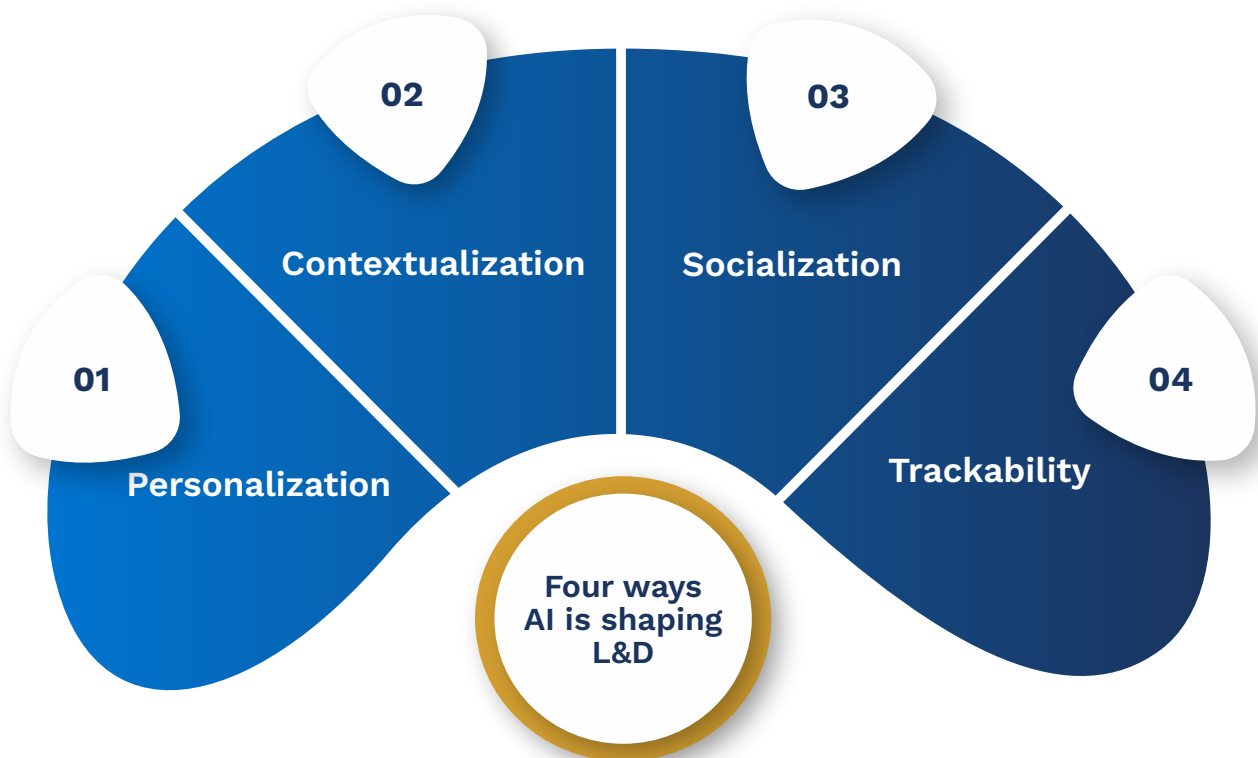 01
Personalization
02
Contextualization
03
Socialization
04
Trackability
Four ways
AI is shaping
L&D